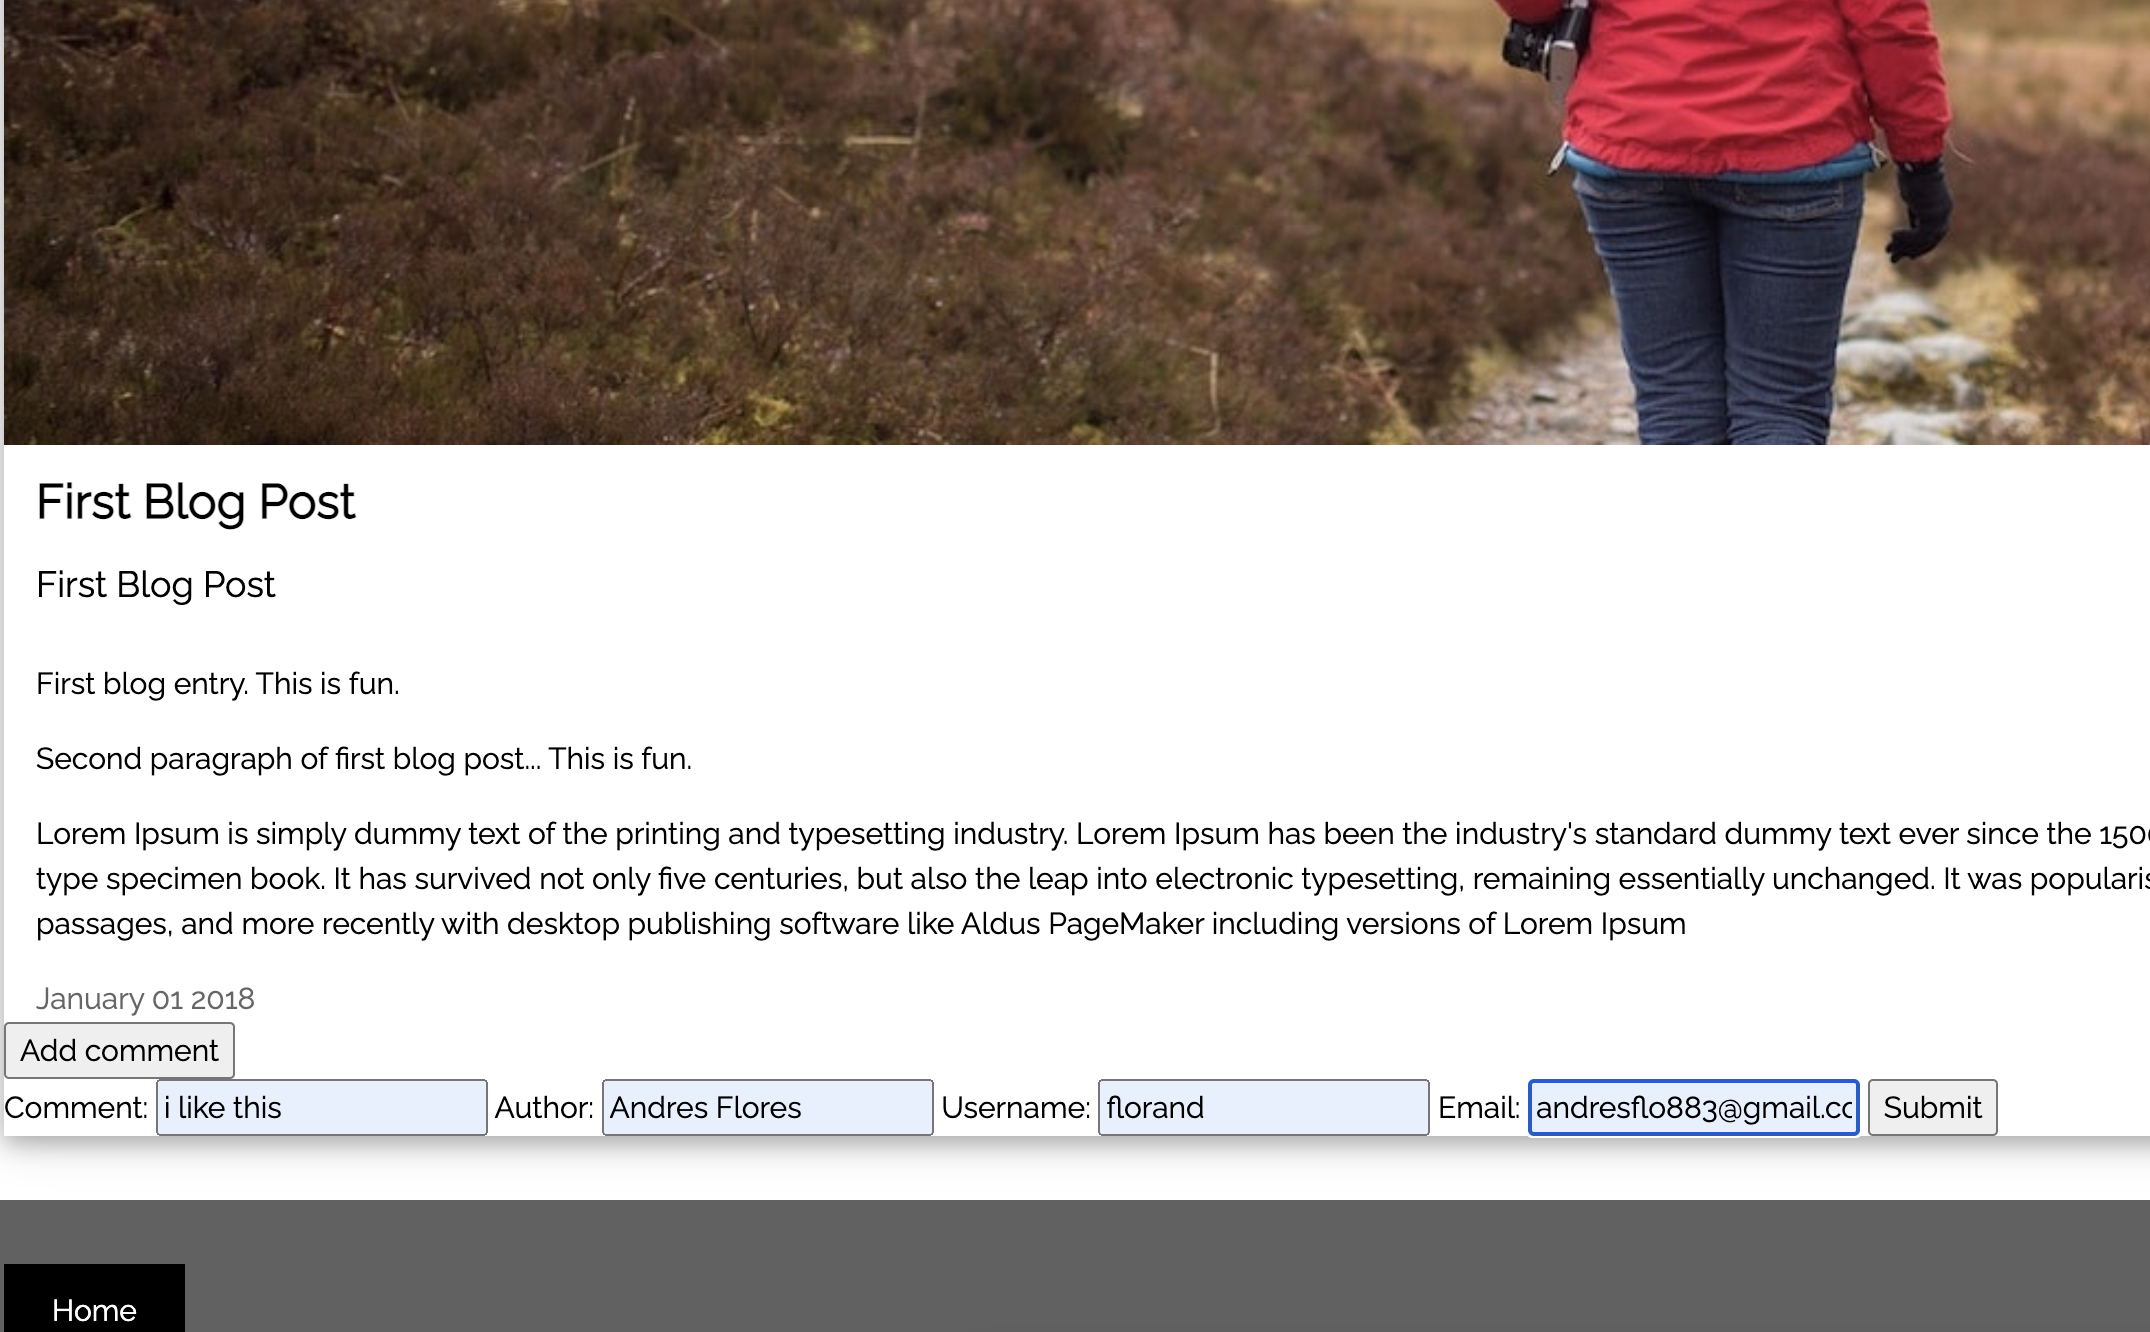 First Blog Post
First Blog Post
First blog entry. This is fun.
Second paragraph of first blog post... This is fun.
Lorem Ipsum is simply dummy text of the printing and typesetting industry. Lorem Ipsum has been the industry's standard dummy text ever since the
type specimen book. It has survived not only five centuries, but also the leap into electronic typesetting, remaining essentially unchanged. It was
passages, and more recently with desktop publishing software like Aldus PageMaker including versions of Lorem Ipsum
January 01 2018
Add comment
Comment: i like this Author: Andres Flores Username: florand Email: andresflo883@gmail.cc Submit
Home